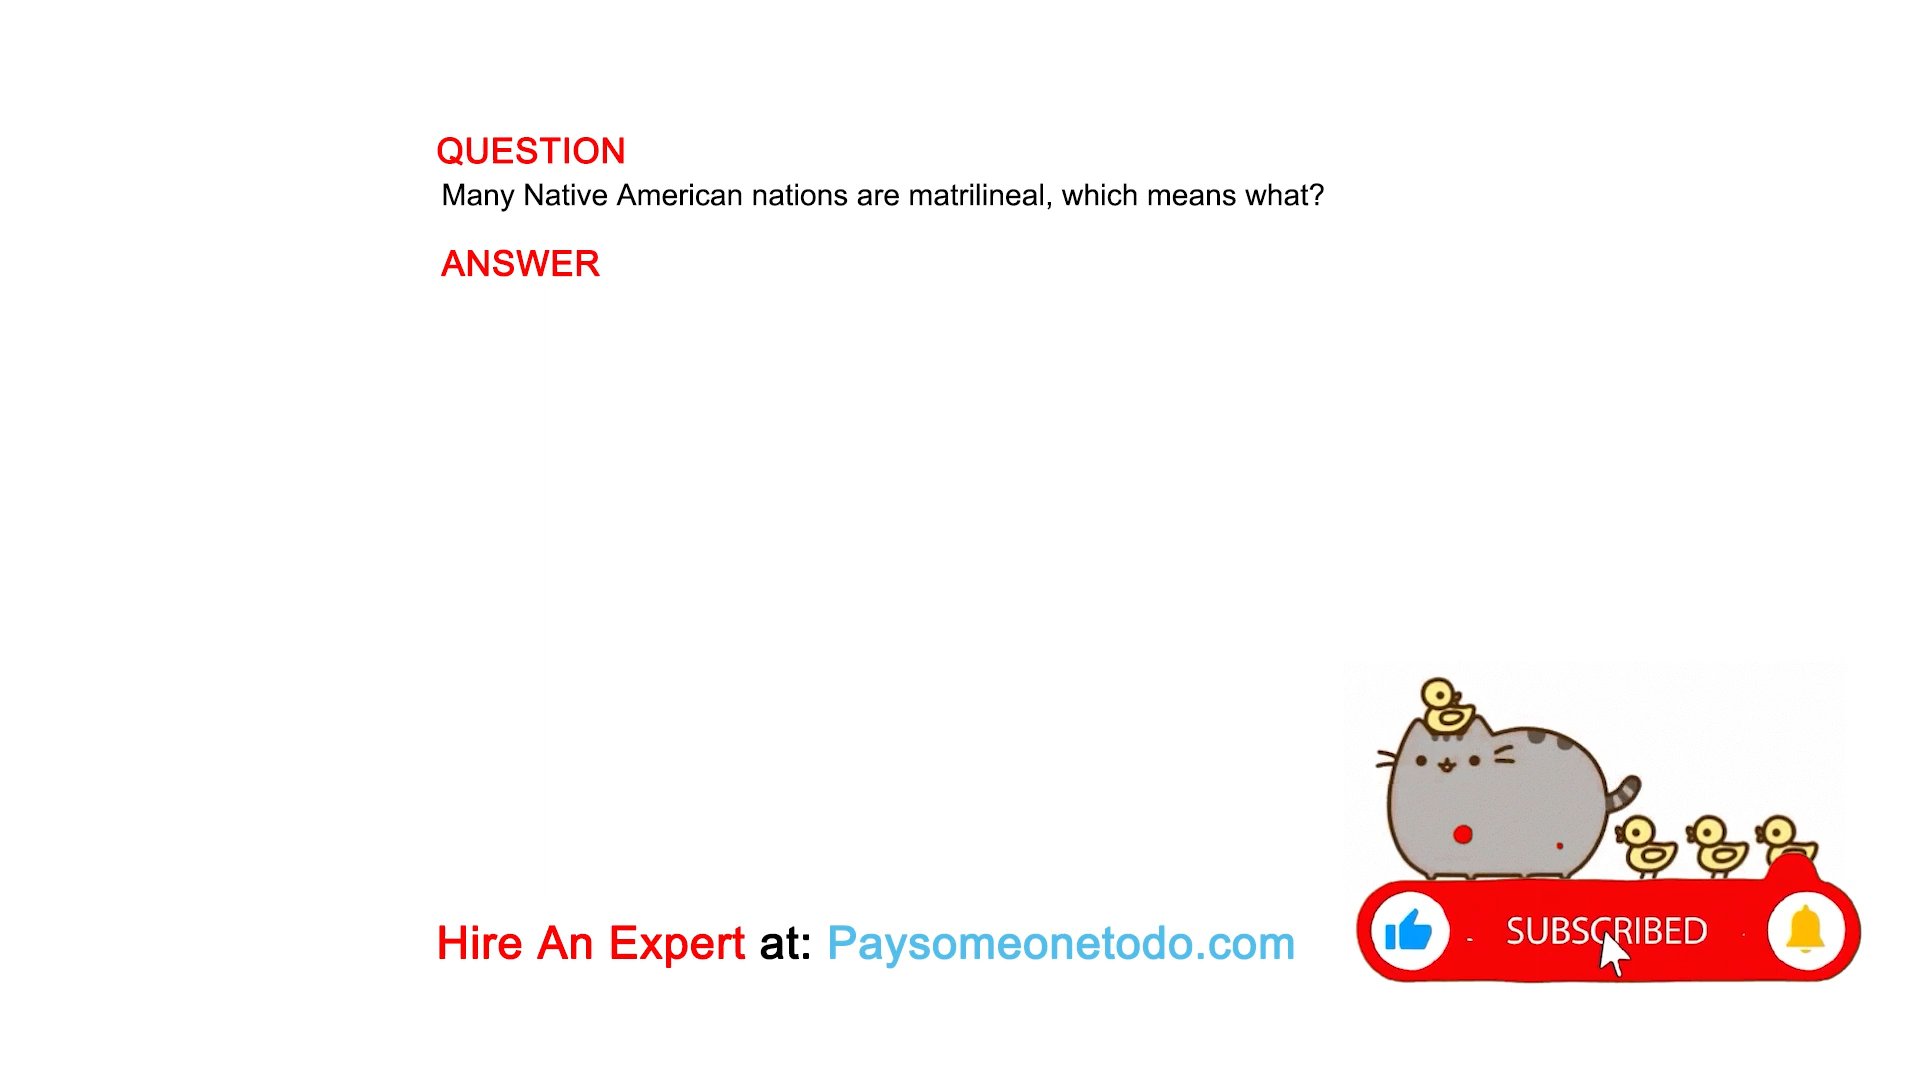 QUESTION
Many Native American nations are matrilineal, which means what?
ANSWER
Hire An Expert at: Paysomeonetodo.com
SUBSCRIBED